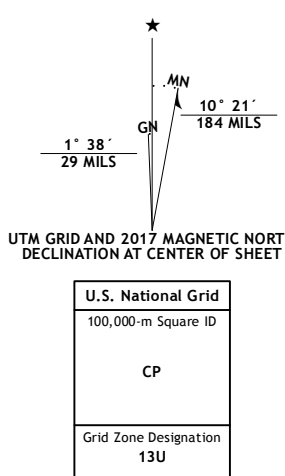 ★
MN
10° 21´
184 MILS
GN
1° 38´
29 MILS
UTM GRID AND 2017 MAGNETIC NORT
DECLINATION AT CENTER OF SHEET
U.S. National Grid
100,000-m Square ID
CP
Grid Zone Designation
13U